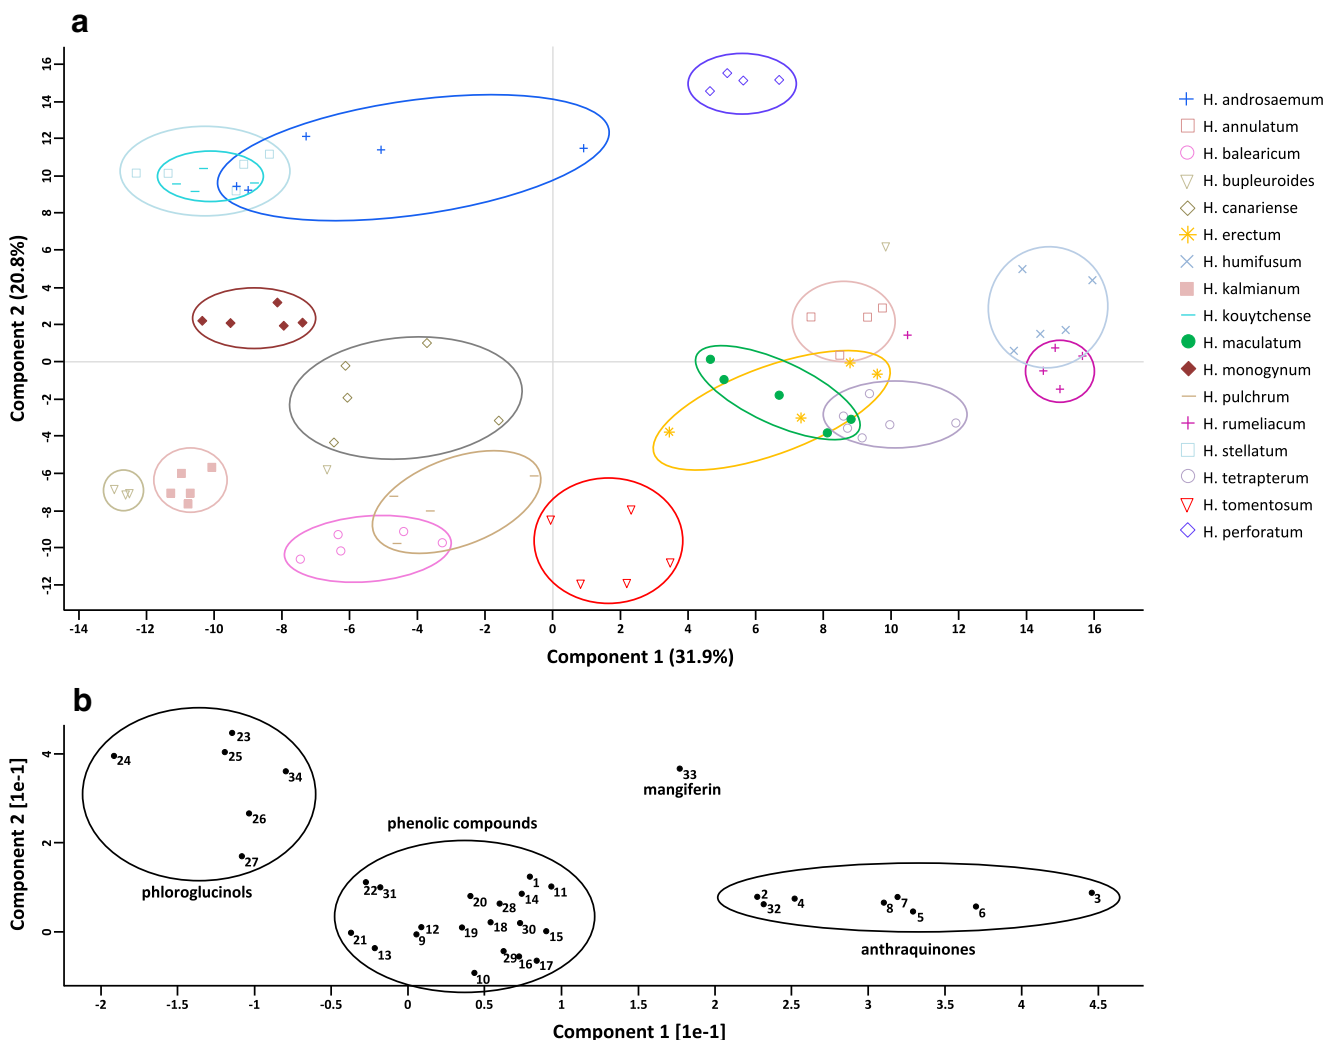 a
16
14
12
10
8
6
4
2
0
-2
-4
-6
-8
-10
-12
Component 2 (20.8%)
-14 -12 -10 -8 -6 -4 -2 0 2 4 6 8 10 12 14 16
Component 1 (31.9%)
H. androsaemum
H. annulatum
H. balearicum
H. bupleuroides
H. canariense
H. erectum
H. humifusum
H. kalmianum
H. kouytchense
H. maculatum
H. monogynum
H. pulchrum
H. rumeliacum
H. stellatum
H. tetrapterum
H. tomentosum
H. perforatum
b
4
2
0
Component 2 [1e-1]
23
25
24
34
26
27
phloroglucinols
33
mangiferin
phenolic compounds
1
22 31 11
20 14
28
12 19 18 30
21 9 15
13 29 16 17
10
2 4 8 7 3
32 5 6
anthraquinones
-2 -1.5 -1 -0.5 0 0.5 1 1.5 2 2.5 3 3.5 4 4.5
Component 1 [1e-1]